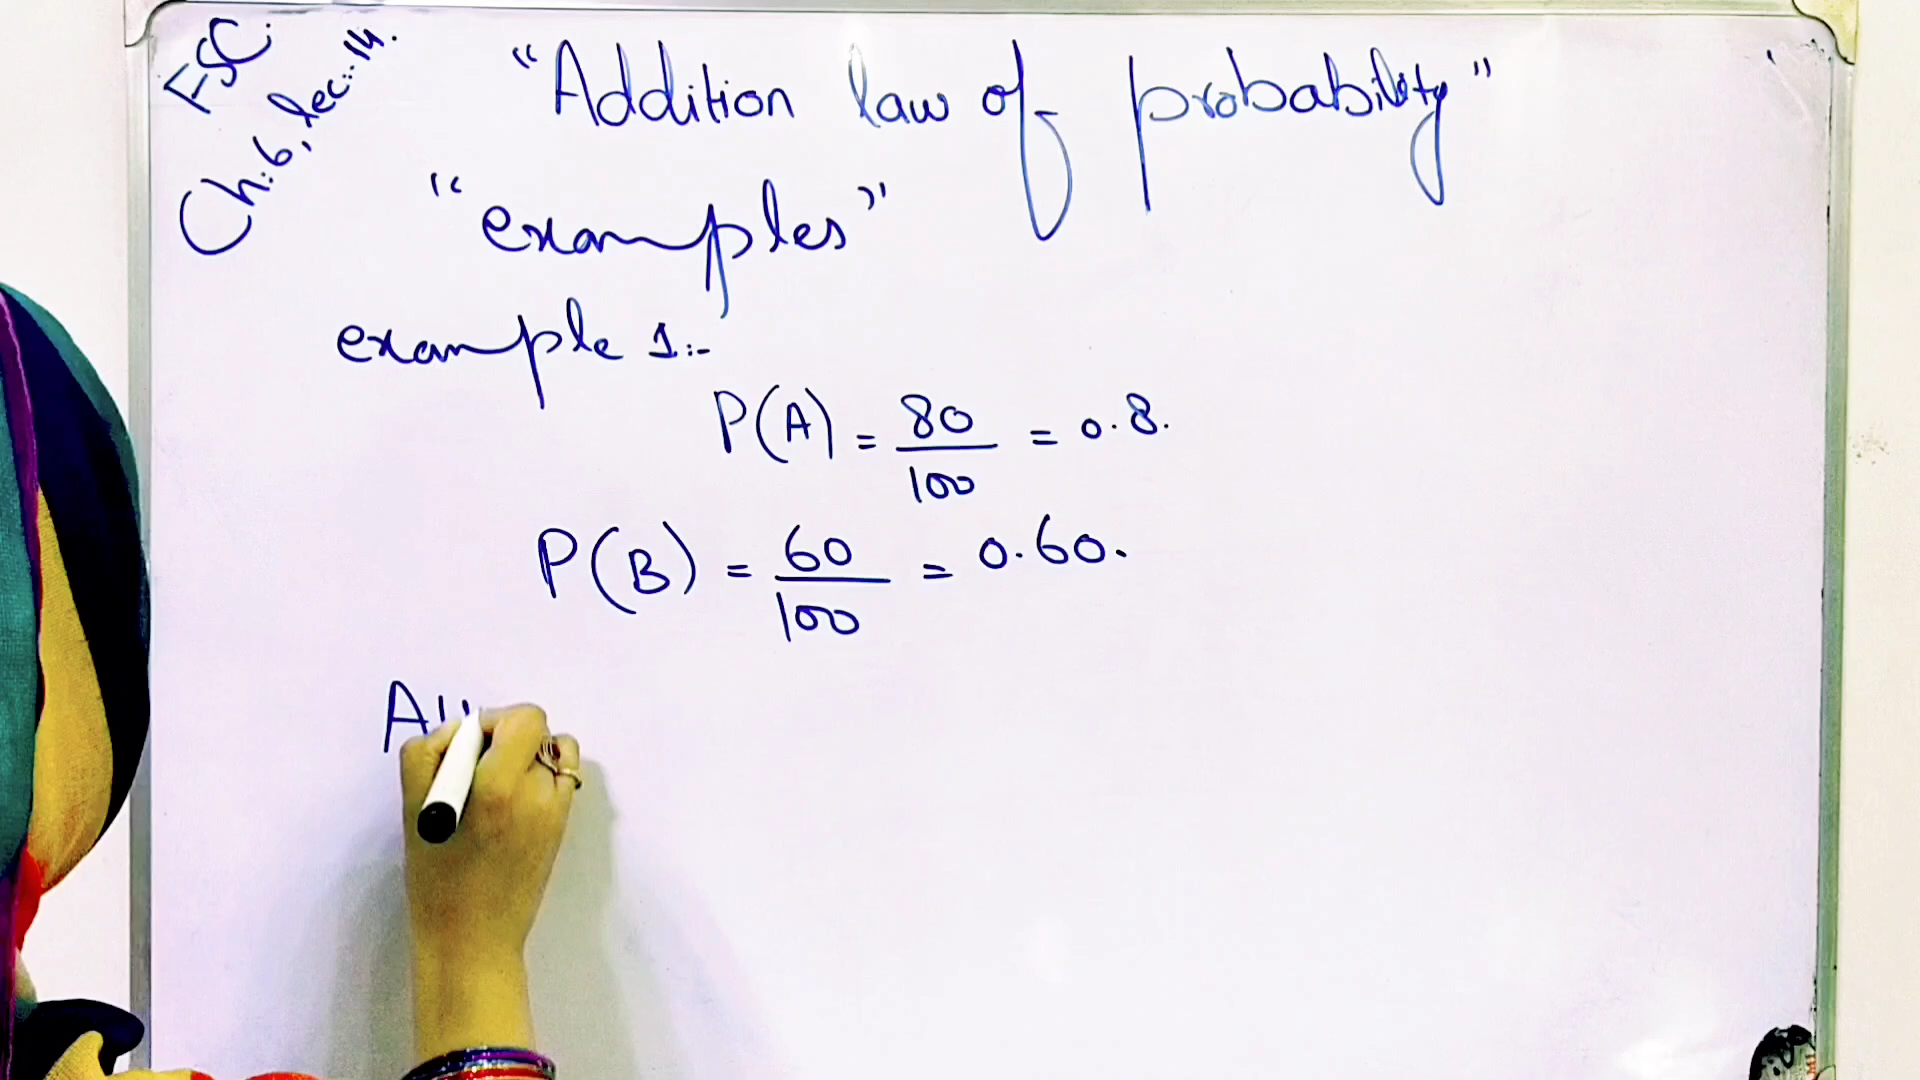 FSC.
Ch:6, lec:-14.
"Addition law of probability"
"examples"
example 1:-
P(A) = 80/100 = 0.8.
P(B) = 60/100 = 0.60.